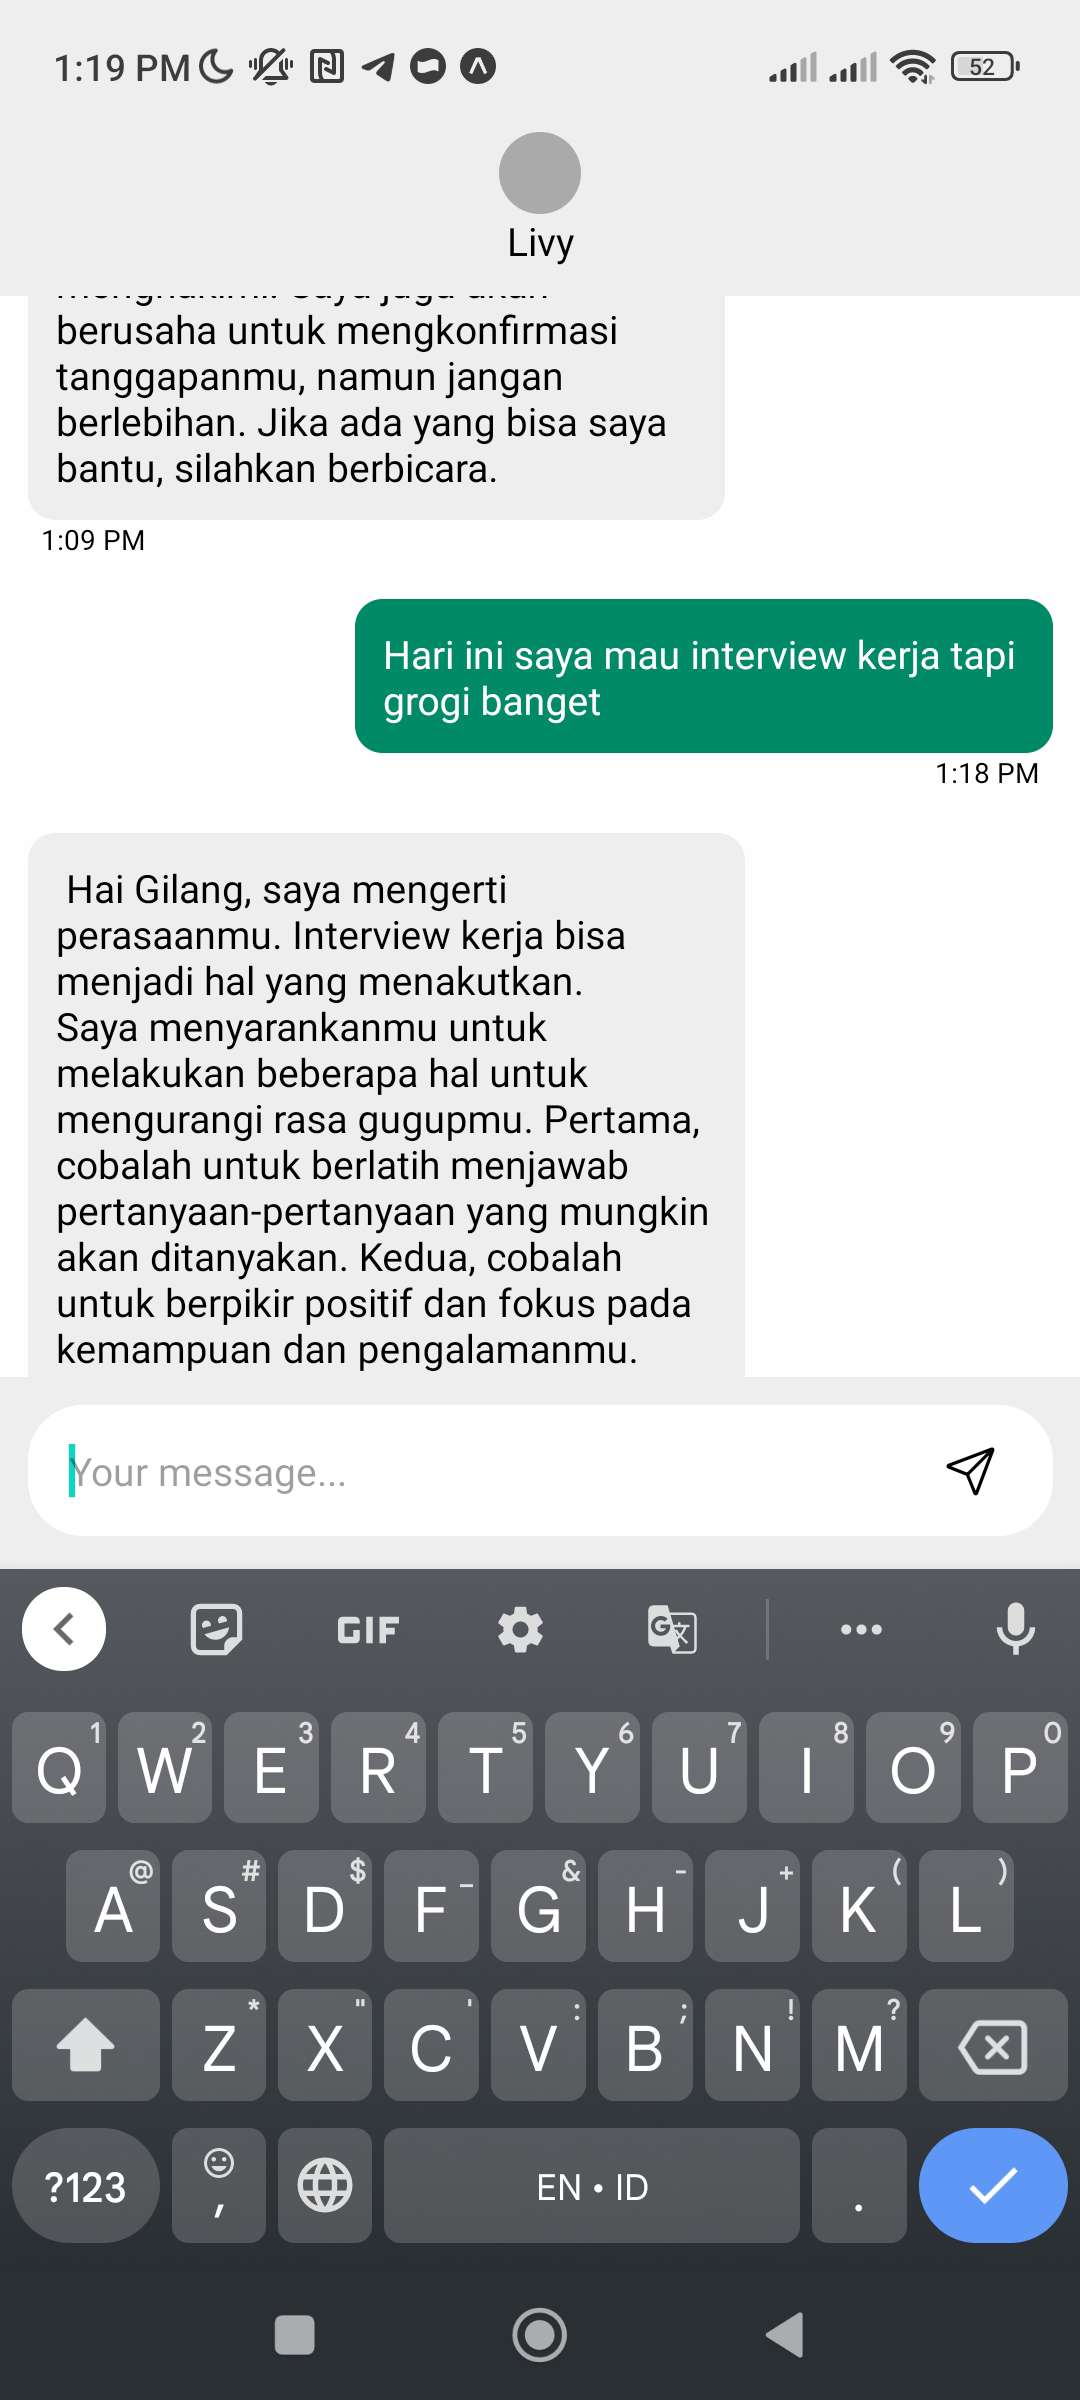 1:19 PM
52
Livy
berusaha untuk mengkonfirmasi
tanggapanmu, namun jangan
berlebihan. Jika ada yang bisa saya
bantu, silahkan berbicara.
1:09 PM
Hari ini saya mau interview kerja tapi
grogi banget
1:18 PM
Hai Gilang, saya mengerti
perasaanmu. Interview kerja bisa
menjadi hal yang menakutkan.
Saya menyarankanmu untuk
melakukan beberapa hal untuk
mengurangi rasa gugupmu. Pertama,
cobalah untuk berlatih menjawab
pertanyaan-pertanyaan yang mungkin
akan ditanyakan. Kedua, cobalah
untuk berpikir positif dan fokus pada
kemampuan dan pengalamanmu.
Your message...
GIF
1 2 3 4 5 6 7 8 9 0
Q W E R T Y U I O P
@ # $ _ & - + ( )
A S D F G H J K L
* " ' : ; ! ?
Z X C V B N M
?123 , EN • ID .